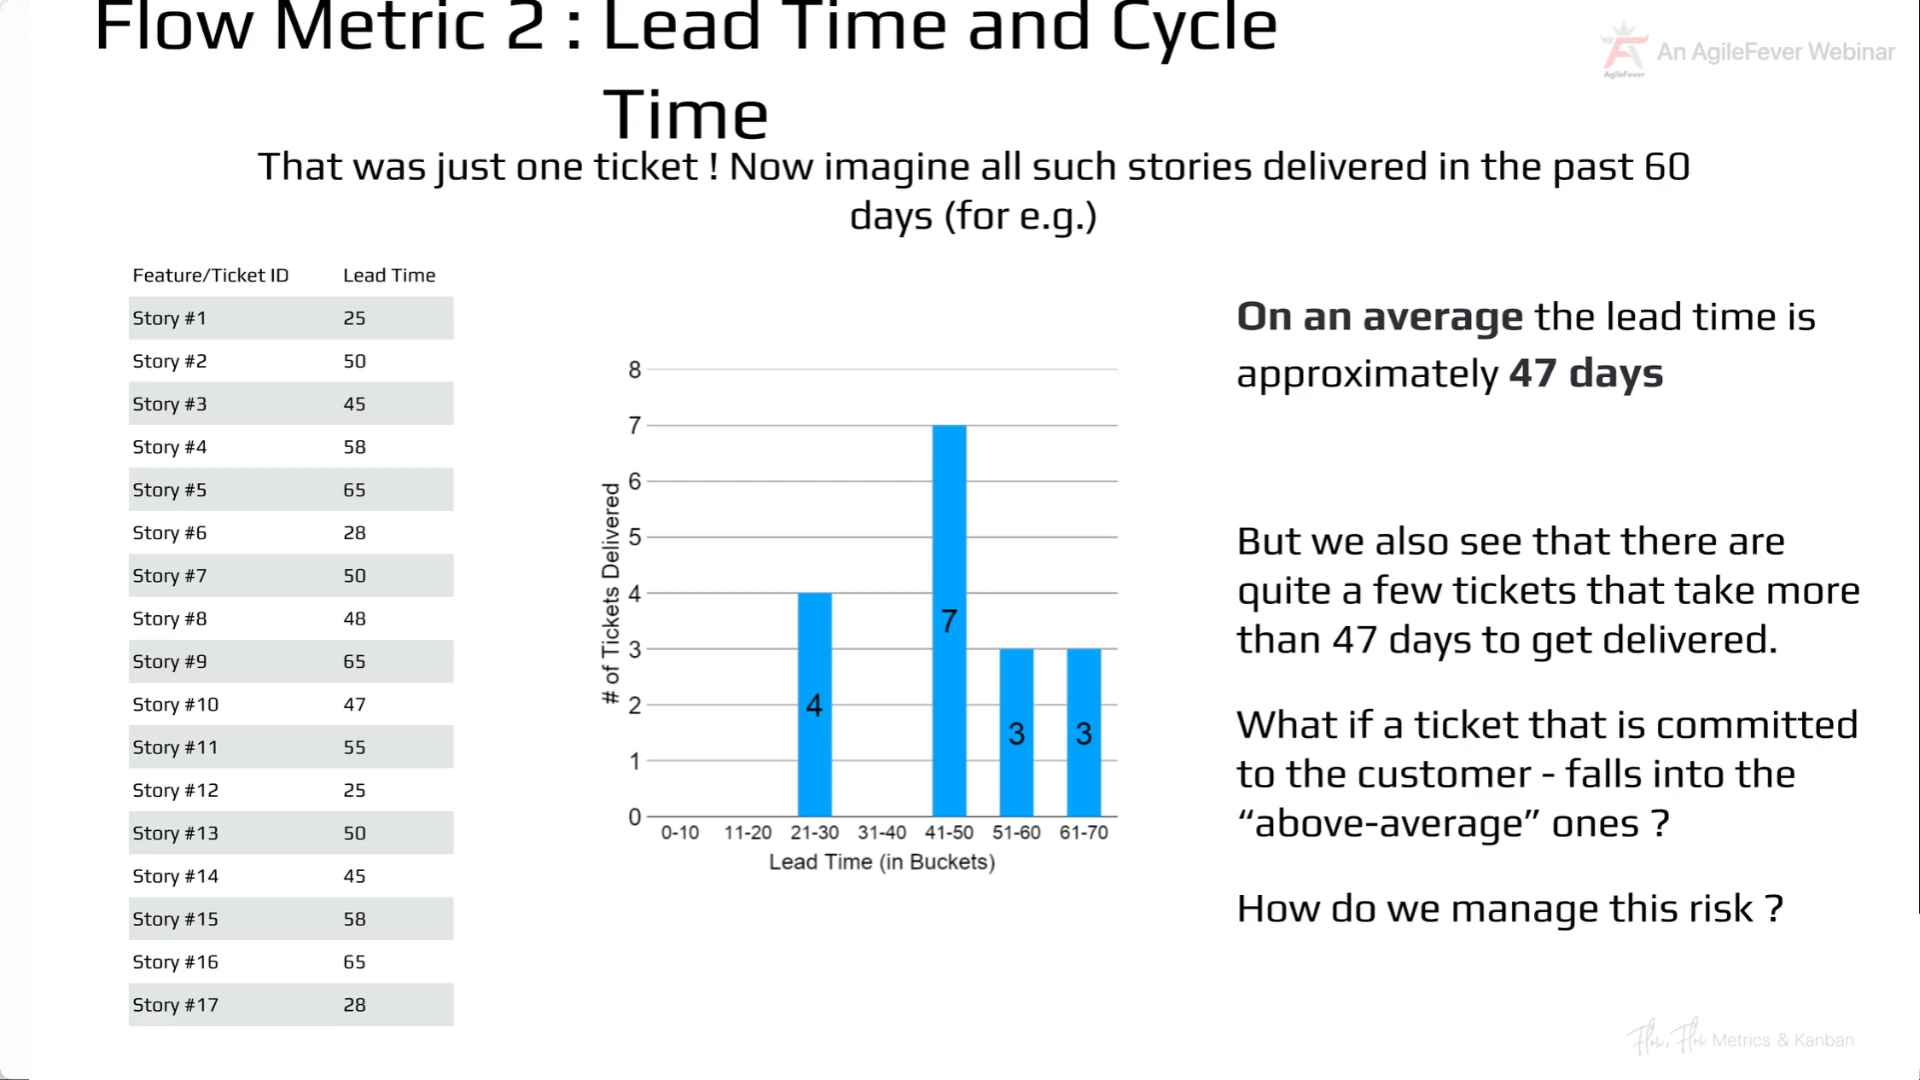 Flow Metric 2 : Lead Time and Cycle
Time
AgileFever
An AgileFever Webinar
That was just one ticket ! Now imagine all such stories delivered in the past 60
days (for e.g.)
Feature/Ticket ID Lead Time
Story #1 25
Story #2 50
Story #3 45
Story #4 58
Story #5 65
Story #6 28
Story #7 50
Story #8 48
Story #9 65
Story #10 47
Story #11 55
Story #12 25
Story #13 50
Story #14 45
Story #15 58
Story #16 65
Story #17 28
# of Tickets Delivered
8
7
6
5
4
3
2
1
0
4
7
3
3
0-10 11-20 21-30 31-40 41-50 51-60 61-70
Lead Time (in Buckets)
On an average the lead time is
approximately 47 days
But we also see that there are
quite a few tickets that take more
than 47 days to get delivered.
What if a ticket that is committed
to the customer - falls into the
“above-average” ones ?
How do we manage this risk ?
Flow, Flow Metrics & Kanban